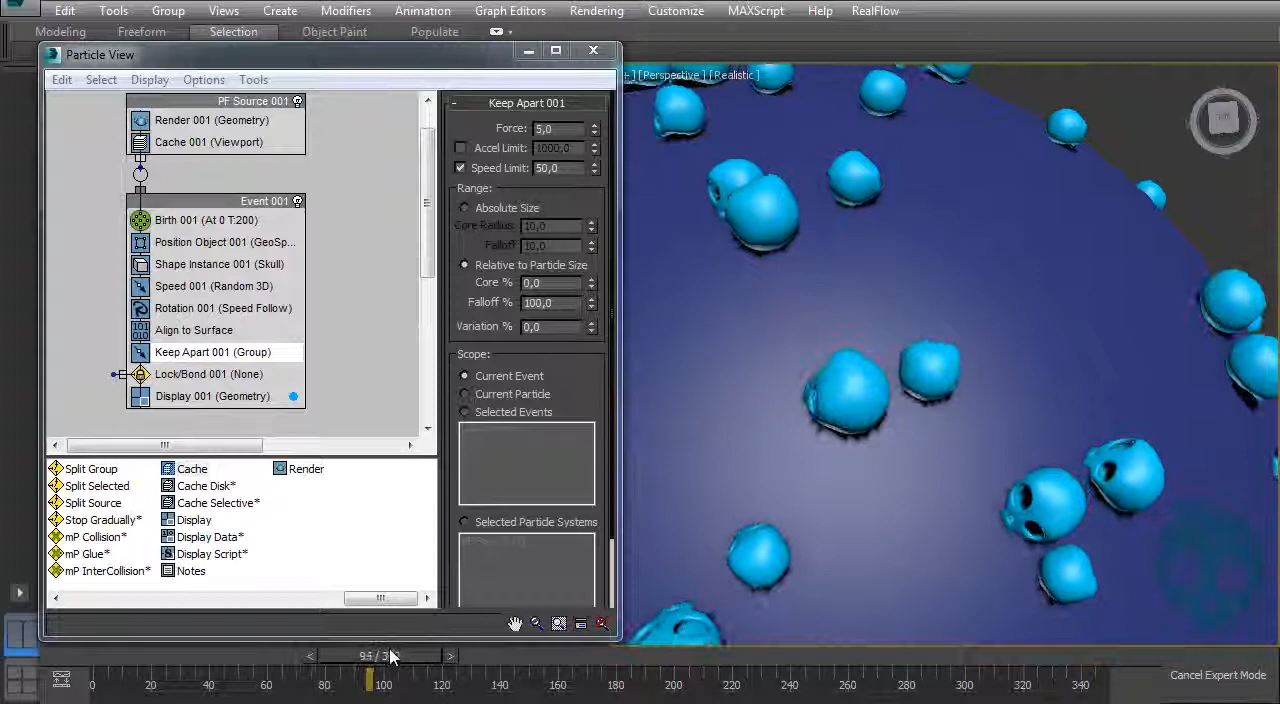 Edit Tools Group Views Create Modifiers Animation Graph Editors Rendering Customize MAXScript Help RealFlow
Modeling Freeform Selection Object Paint Populate
Particle View
Edit Select Display Options Tools
PF Source 001
Render 001 (Geometry)
Cache 001 (Viewport)
Event 001
Birth 001 (At 0 T:200)
Position Object 001 (GeoSp...
Shape Instance 001 (Skull)
Speed 001 (Random 3D)
Rotation 001 (Speed Follow)
Align to Surface
Keep Apart 001 (Group)
Lock/Bond 001 (None)
Display 001 (Geometry)
Split Group Cache Render
Split Selected Cache Disk*
Split Source Cache Selective*
Stop Gradually* Display
mP Collision* Display Data*
mP Glue* Display Script*
mP InterCollision* Notes
- Keep Apart 001
Force: 5,0
Accel Limit: 1000,0
Speed Limit: 50,0
Range:
Absolute Size
Core Radius: 10,0
Falloff 10,0
Relative to Particle Size
Core % 0,0
Falloff % 100,0
Variation % 0,0
Scope:
Current Event
Current Particle
Selected Events
Selected Particle Systems
[Perspective ] [Realistic ]
< >
0 20 40 60 80 100 120 140 160 180 200 220 240 260 280 300 320 340
Cancel Expert Mode